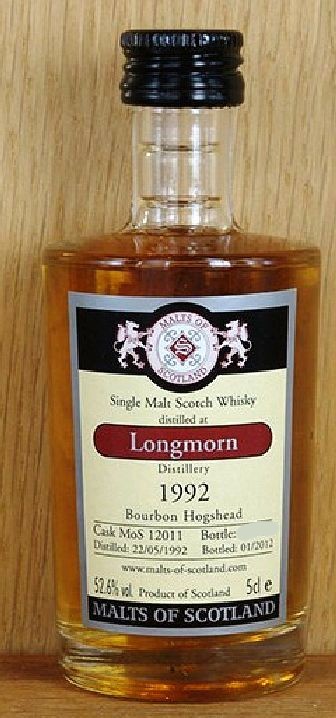 MALTS OF
S
SCOTLAND
Single Malt Scotch Whisky
distilled at
Longmorn
Distillery
1992
Bourbon Hogshead
Cask MoS 12011 Bottle:
Distilled: 22/05/1992 Bottled: 01/2012
www.malts-of-scotland.com
52.6% vol. Product of Scotland 5cl e
MALTS OF SCOTLAND